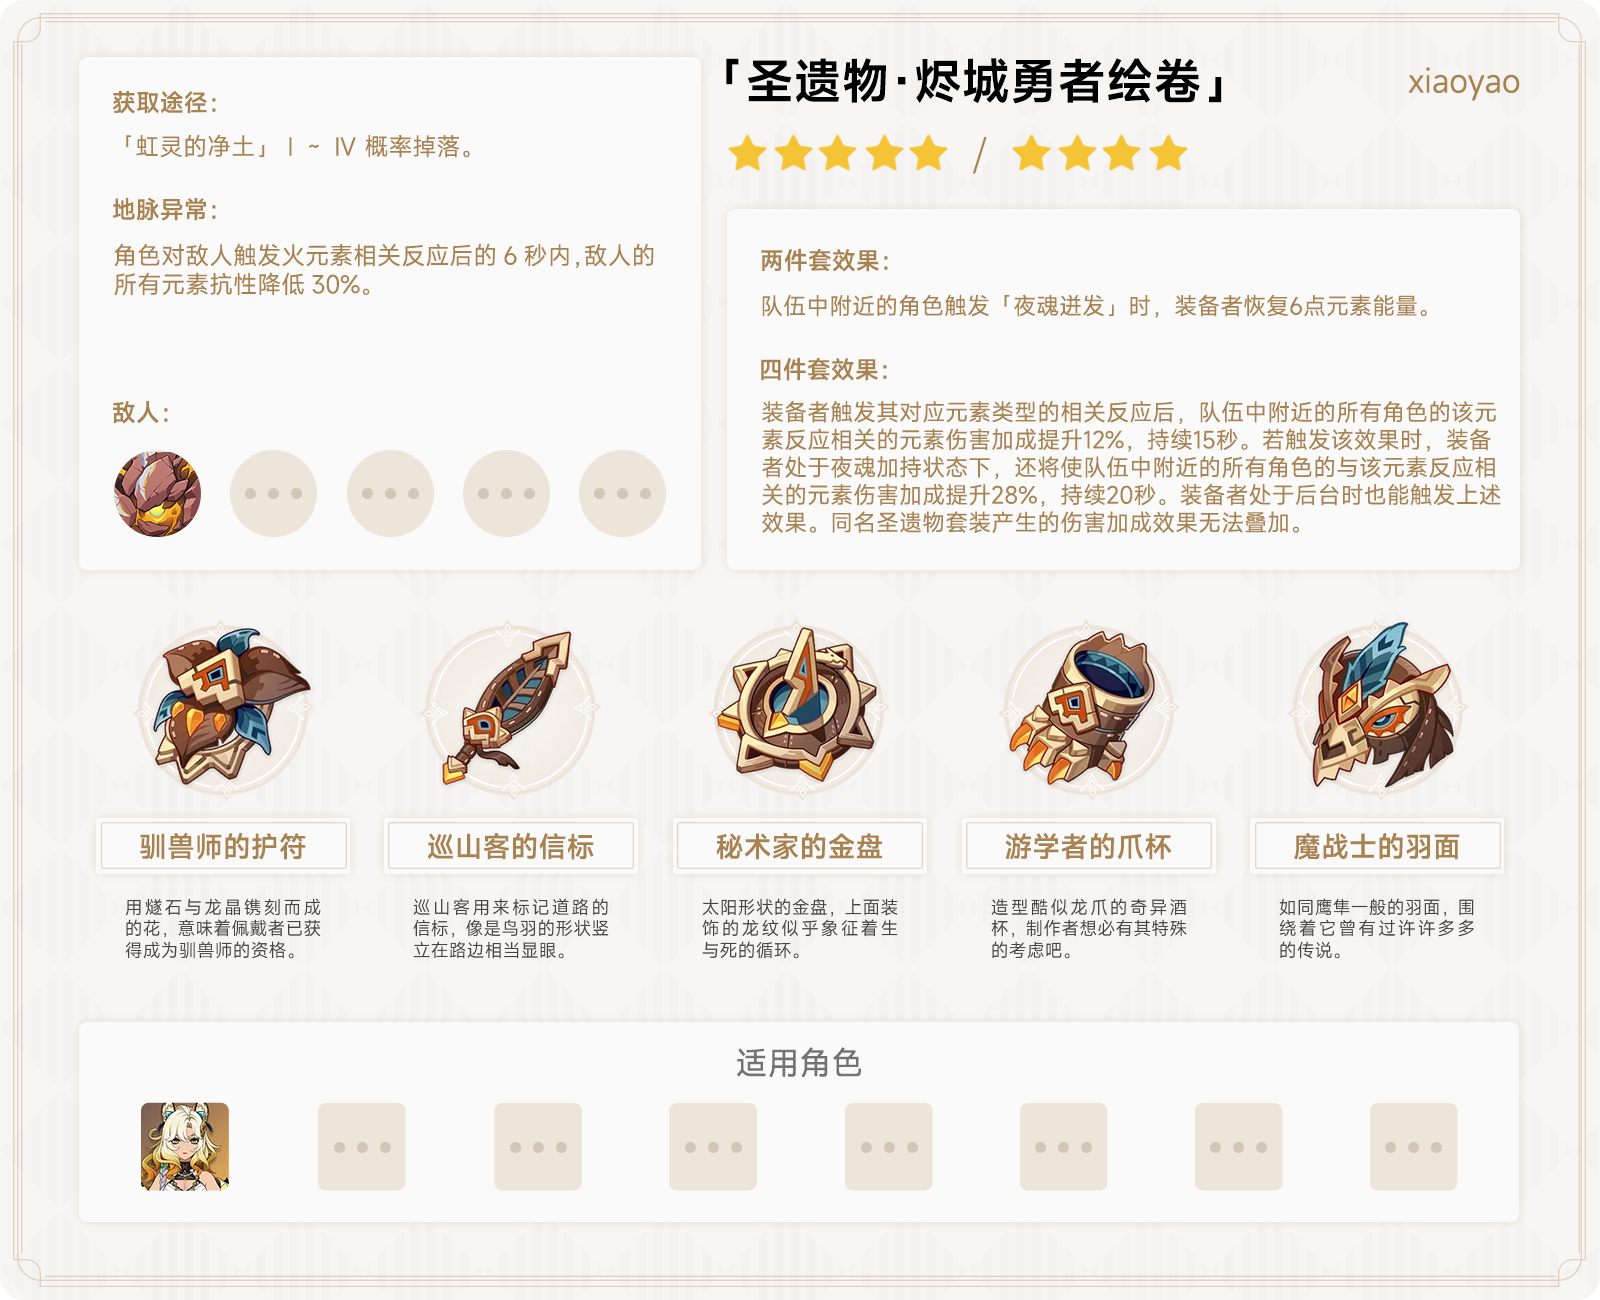 「圣遗物·烬城勇者绘卷」
xiaoyao
获取途径：
「虹灵的净土」Ⅰ ~ Ⅳ 概率掉落。
地脉异常：
角色对敌人触发火元素相关反应后的 6 秒内,敌人的
所有元素抗性降低 30%。
敌人：
/
两件套效果：
队伍中附近的角色触发「夜魂迸发」时，装备者恢复6点元素能量。
四件套效果：
装备者触发其对应元素类型的相关反应后，队伍中附近的所有角色的该元
素反应相关的元素伤害加成提升12%，持续15秒。若触发该效果时，装备
者处于夜魂加持状态下，还将使队伍中附近的所有角色的与该元素反应相
关的元素伤害加成提升28%，持续20秒。装备者处于后台时也能触发上述
效果。同名圣遗物套装产生的伤害加成效果无法叠加。
驯兽师的护符
用燧石与龙晶镌刻而成
的花，意味着佩戴者已获
得成为驯兽师的资格。
巡山客的信标
巡山客用来标记道路的
信标，像是鸟羽的形状竖
立在路边相当显眼。
秘术家的金盘
太阳形状的金盘，上面装
饰的龙纹似乎象征着生
与死的循环。
游学者的爪杯
造型酷似龙爪的奇异酒
杯，制作者想必有其特殊
的考虑吧。
魔战士的羽面
如同鹰隼一般的羽面，围
绕着它曾有过许许多多
的传说。
适用角色